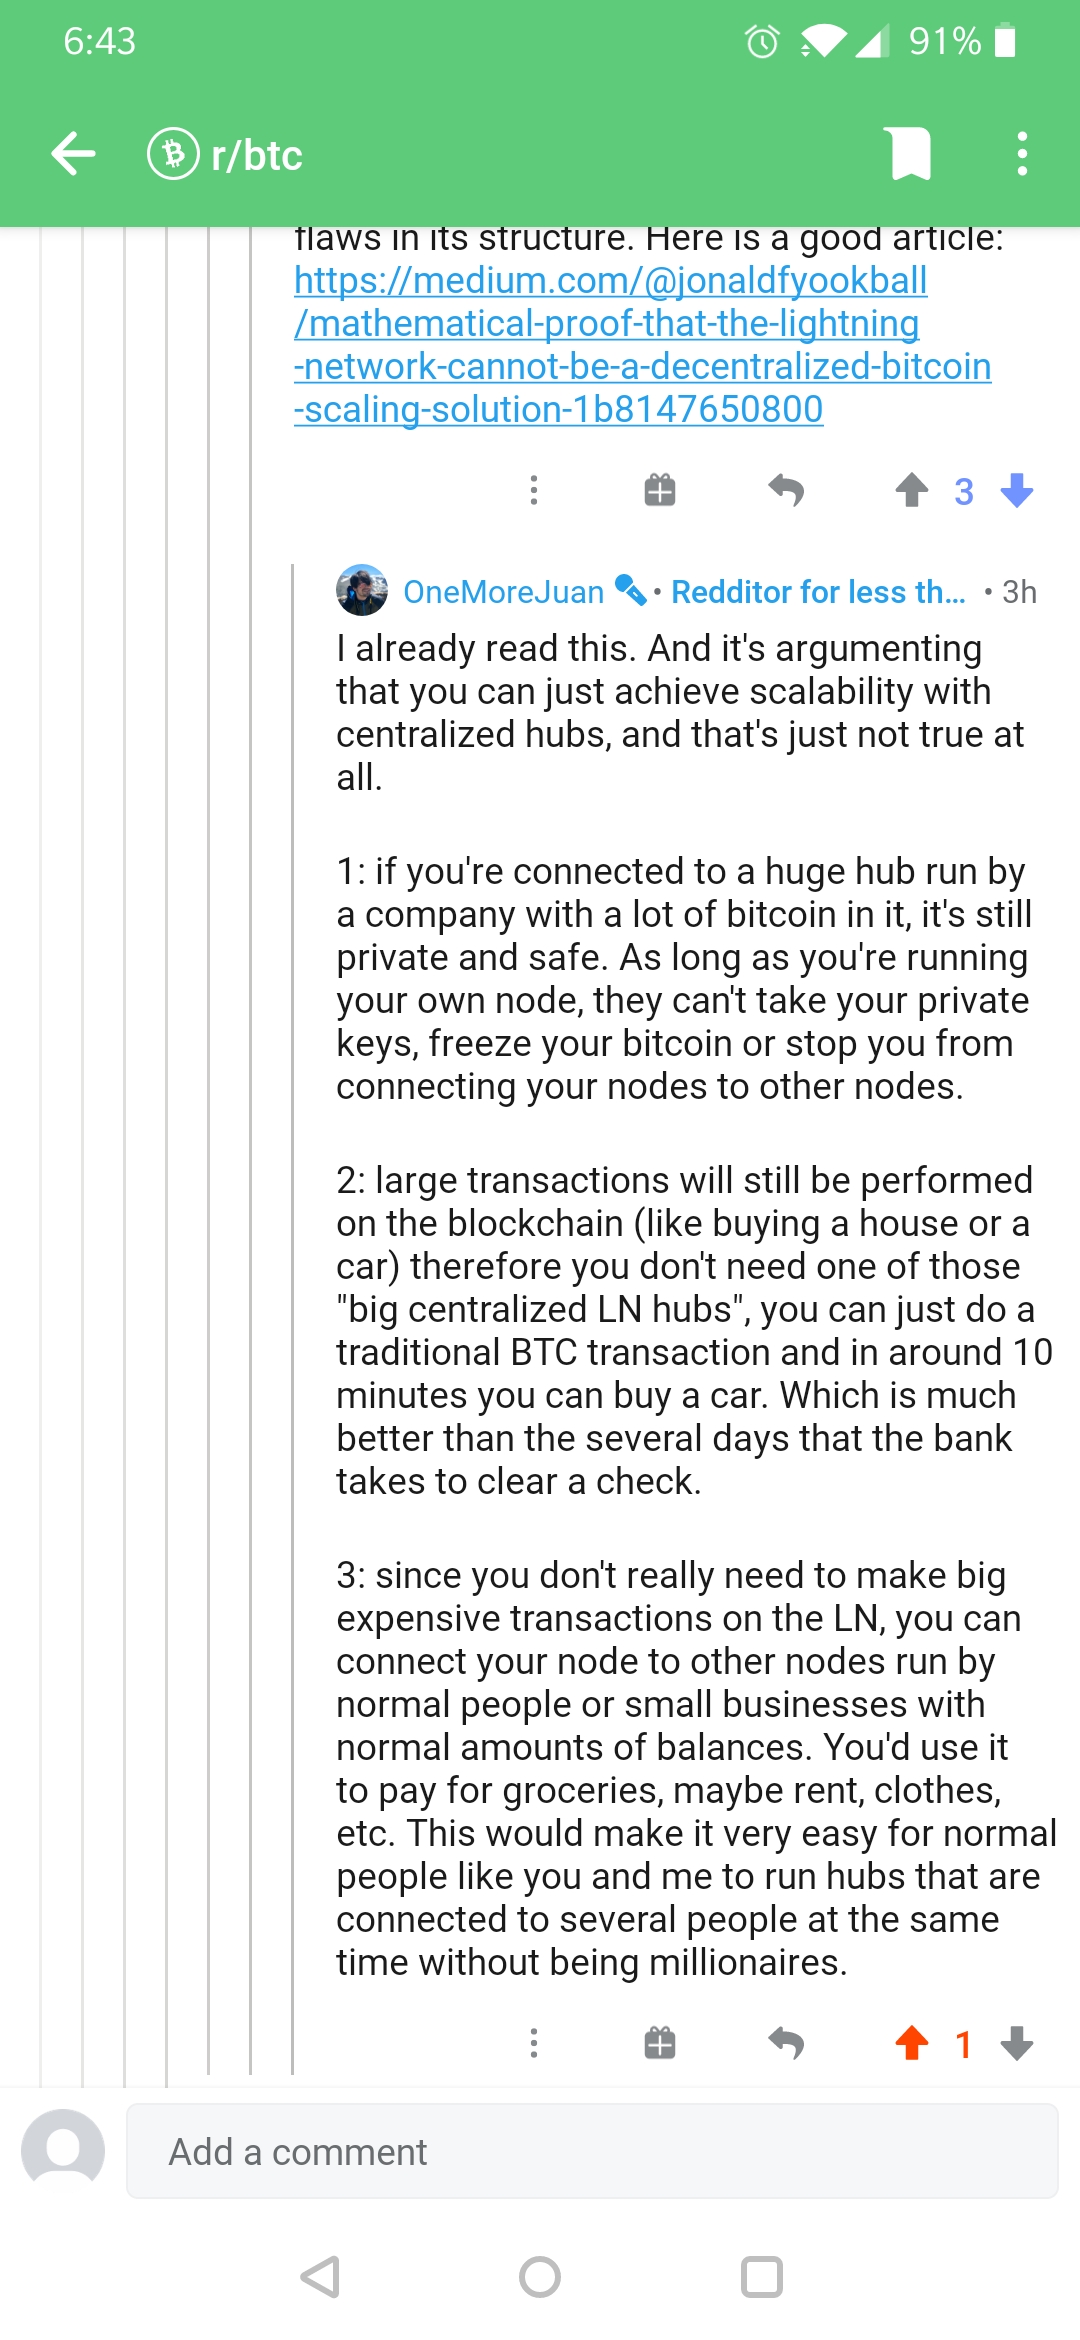 6:43
91%
r/btc
flaws in its structure. Here is a good article:
https://medium.com/@jonaldfyookball
/mathematical-proof-that-the-lightning
-network-cannot-be-a-decentralized-bitcoin
-scaling-solution-1b8147650800
3
OneMoreJuan • Redditor for less th... • 3h
I already read this. And it's argumenting
that you can just achieve scalability with
centralized hubs, and that's just not true at
all.
1: if you're connected to a huge hub run by
a company with a lot of bitcoin in it, it's still
private and safe. As long as you're running
your own node, they can't take your private
keys, freeze your bitcoin or stop you from
connecting your nodes to other nodes.
2: large transactions will still be performed
on the blockchain (like buying a house or a
car) therefore you don't need one of those
"big centralized LN hubs", you can just do a
traditional BTC transaction and in around 10
minutes you can buy a car. Which is much
better than the several days that the bank
takes to clear a check.
3: since you don't really need to make big
expensive transactions on the LN, you can
connect your node to other nodes run by
normal people or small businesses with
normal amounts of balances. You'd use it
to pay for groceries, maybe rent, clothes,
etc. This would make it very easy for normal
people like you and me to run hubs that are
connected to several people at the same
time without being millionaires.
1
Add a comment